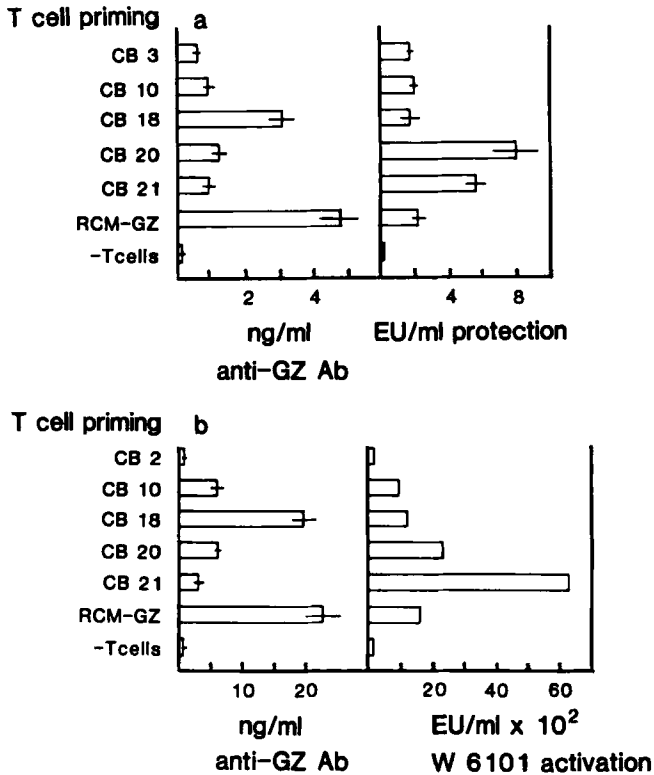 T cell priming a
CB 3
CB 10
CB 18
CB 20
CB 21
RCM-GZ
-Tcells
2 4 4 8
ng/ml EU/ml protection
anti-GZ Ab
T cell priming b
CB 2
CB 10
CB 18
CB 20
CB 21
RCM-GZ
-Tcells
10 20 20 40 60
ng/ml EU/ml x 10²
anti-GZ Ab W 6101 activation